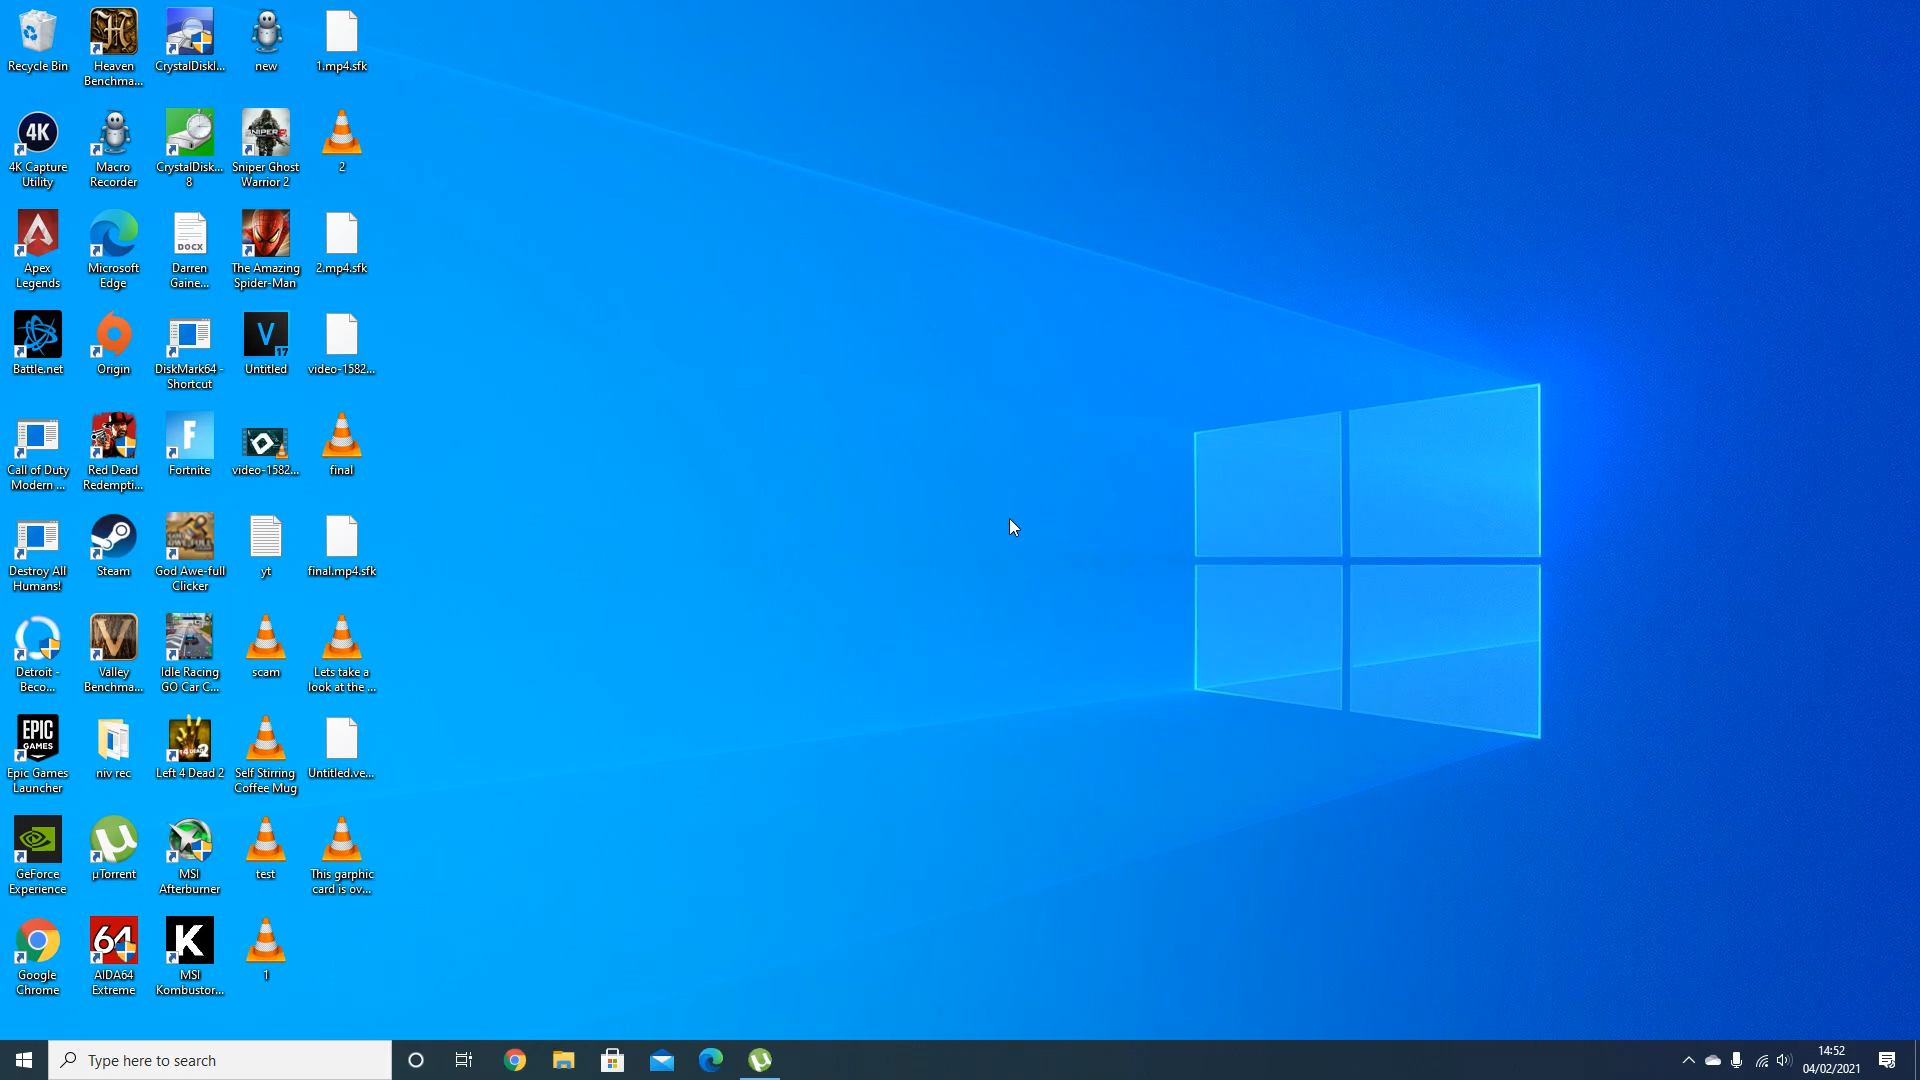 Recycle Bin
Heaven
Benchma...
CrystalDiskI...
new
1.mp4.sfk
4K
4K Capture
Utility
Macro
Recorder
CrystalDisk...
8
SNIPER 2
Sniper Ghost
Warrior 2
2
Apex
Legends
Microsoft
Edge
DOCX
Darren
Gaine...
The Amazing
Spider-Man
2.mp4.sfk
Battle.net
Origin
DiskMark64 -
Shortcut
V
17
Untitled
video-1582...
Call of Duty
Modern ...
Red Dead
Redempti...
F
Fortnite
video-1582...
final
Destroy All
Humans!
Steam
God Awe-full
Clicker
yt
final.mp4.sfk
Detroit -
Beco...
V
Valley
Benchma...
Idle Racing
GO Car C...
scam
Lets take a
look at the ...
EPIC
GAMES
Epic Games
Launcher
niv rec
Left 4 Dead 2
Self Stirring
Coffee Mug
Untitled.ve...
GeForce
Experience
µTorrent
MSI
Afterburner
test
This garphic
card is ov...
Google
Chrome
64
AIDA64
Extreme
K
MSI
Kombustor...
1
Type here to search
14:52
04/02/2021